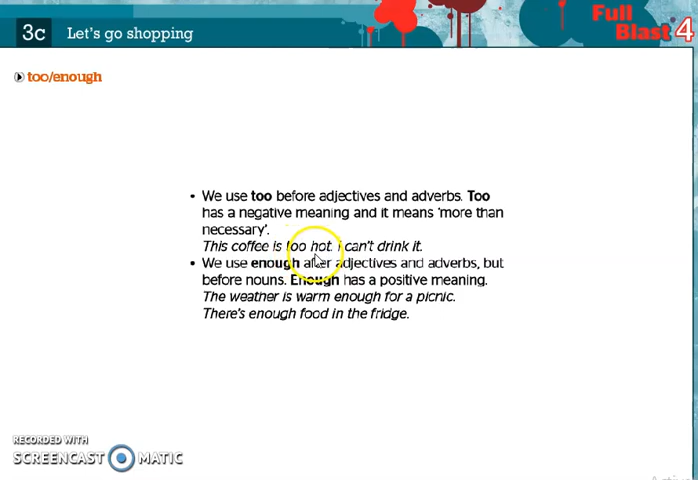 3c Let's go shopping
Full
Blast 4
too/enough
• We use too before adjectives and adverbs. Too
has a negative meaning and it means 'more than
necessary'.
This coffee is too hot. I can't drink it.
• We use enough after adjectives and adverbs, but
before nouns. Enough has a positive meaning.
The weather is warm enough for a picnic.
There's enough food in the fridge.
RECORDED WITH
SCREENCAST MATIC